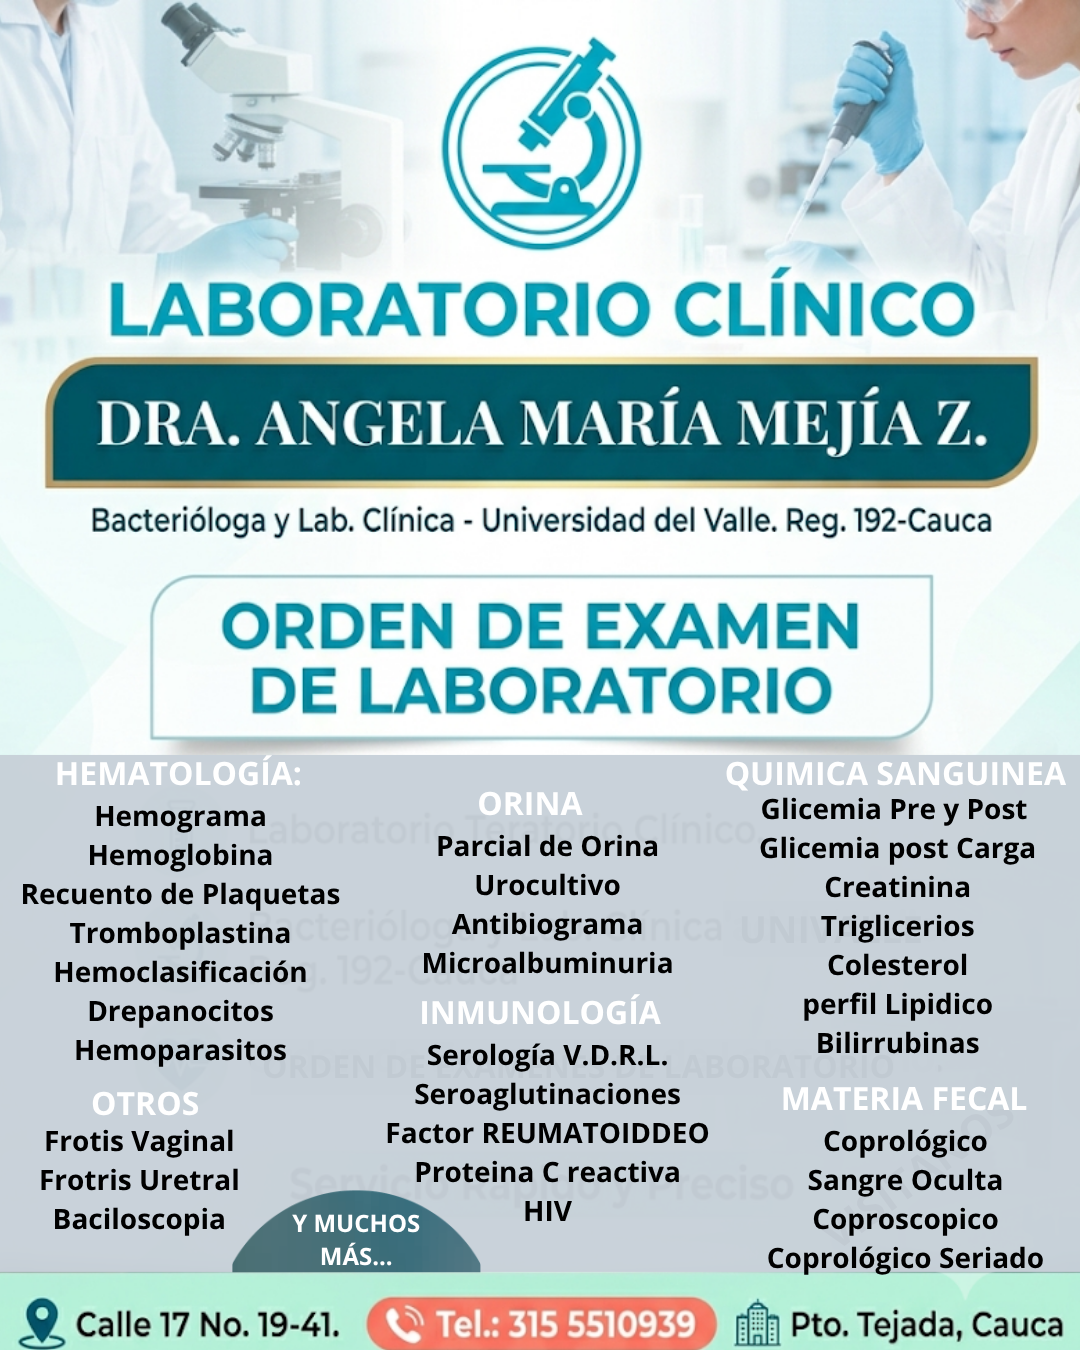 LABORATORIO CLÍNICO
DRA. ANGELA MARÍA MEJÍA Z.
Bacterióloga y Lab. Clínica - Universidad del Valle. Reg. 192-Cauca
ORDEN DE EXAMEN
DE LABORATORIO
HEMATOLOGÍA:
Hemograma
Hemoglobina
Recuento de Plaquetas
Tromboplastina
Hemoclasificación
Drepanocitos
Hemoparasitos
OTROS
Frotis Vaginal
Frotris Uretral
Baciloscopia
ORINA
Parcial de Orina
Urocultivo
Antibiograma
Microalbuminuria
INMUNOLOGÍA
Serología V.D.R.L.
Seroaglutinaciones
Factor REUMATOIDDEO
Proteina C reactiva
HIV
QUIMICA SANGUINEA
Glicemia Pre y Post
Glicemia post Carga
Creatinina
Triglicerios
Colesterol
perfil Lipidico
Bilirrubinas
MATERIA FECAL
Coprológico
Sangre Oculta
Coproscopico
Coprológico Seriado
Y MUCHOS
MÁS...
Calle 17 No. 19-41.
Tel.: 315 5510939
Pto. Tejada, Cauca